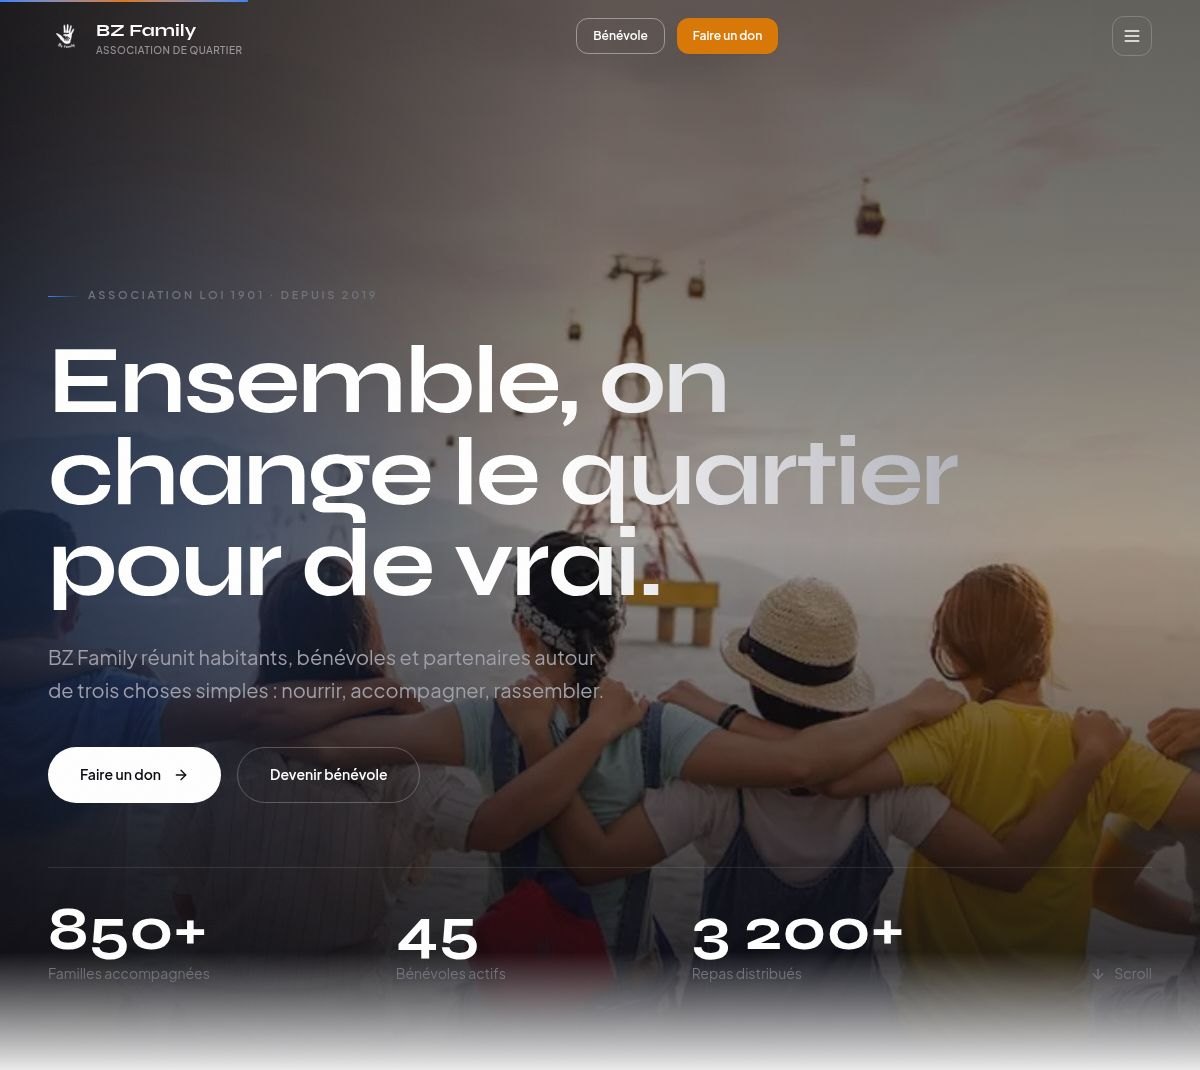 BZ Family
ASSOCIATION DE QUARTIER
Bénévole
Faire un don
ASSOCIATION LOI 1901 · DEPUIS 2019
Ensemble, on
change le quartier
pour de vrai.
BZ Family réunit habitants, bénévoles et partenaires autour
de trois choses simples : nourrir, accompagner, rassembler.
Faire un don →
Devenir bénévole
850+
Familles accompagnées
45
Bénévoles actifs
3 200+
Repas distribués
↓ Scroll